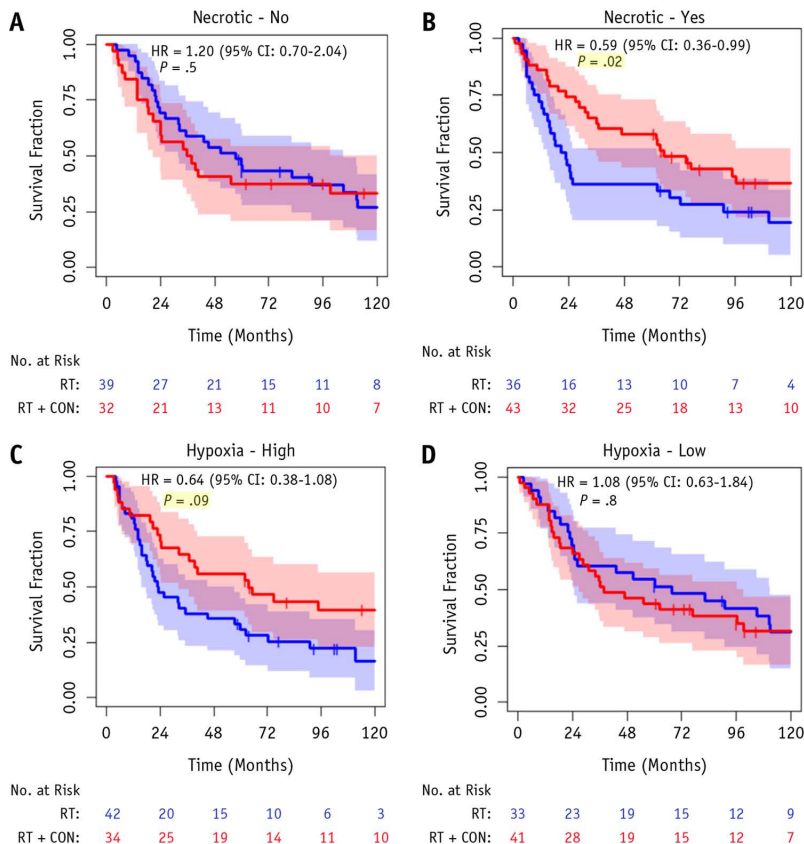 A
Necrotic - No
HR = 1.20 (95% CI: 0.70-2.04)
P = .5
Survival Fraction
1.00
0.75
0.50
0.25
0.00
0 24 48 72 96 120
Time (Months)
No. at Risk
RT: 39 27 21 15 11 8
RT + CON: 32 21 13 11 10 7
B
Necrotic - Yes
HR = 0.59 (95% CI: 0.36-0.99)
P = .02
Survival Fraction
1.00
0.75
0.50
0.25
0.00
0 24 48 72 96 120
Time (Months)
No. at Risk
RT: 36 16 13 10 7 4
RT + CON: 43 32 25 18 13 10
C
Hypoxia - High
HR = 0.64 (95% CI: 0.38-1.08)
P = .09
Survival Fraction
1.00
0.75
0.50
0.25
0.00
0 24 48 72 96 120
Time (Months)
No. at Risk
RT: 42 20 15 10 6 3
RT + CON: 34 25 19 14 11 10
D
Hypoxia - Low
HR = 1.08 (95% CI: 0.63-1.84)
P = .8
Survival Fraction
1.00
0.75
0.50
0.25
0.00
0 24 48 72 96 120
Time (Months)
No. at Risk
RT: 33 23 19 15 12 9
RT + CON: 41 28 19 15 12 7